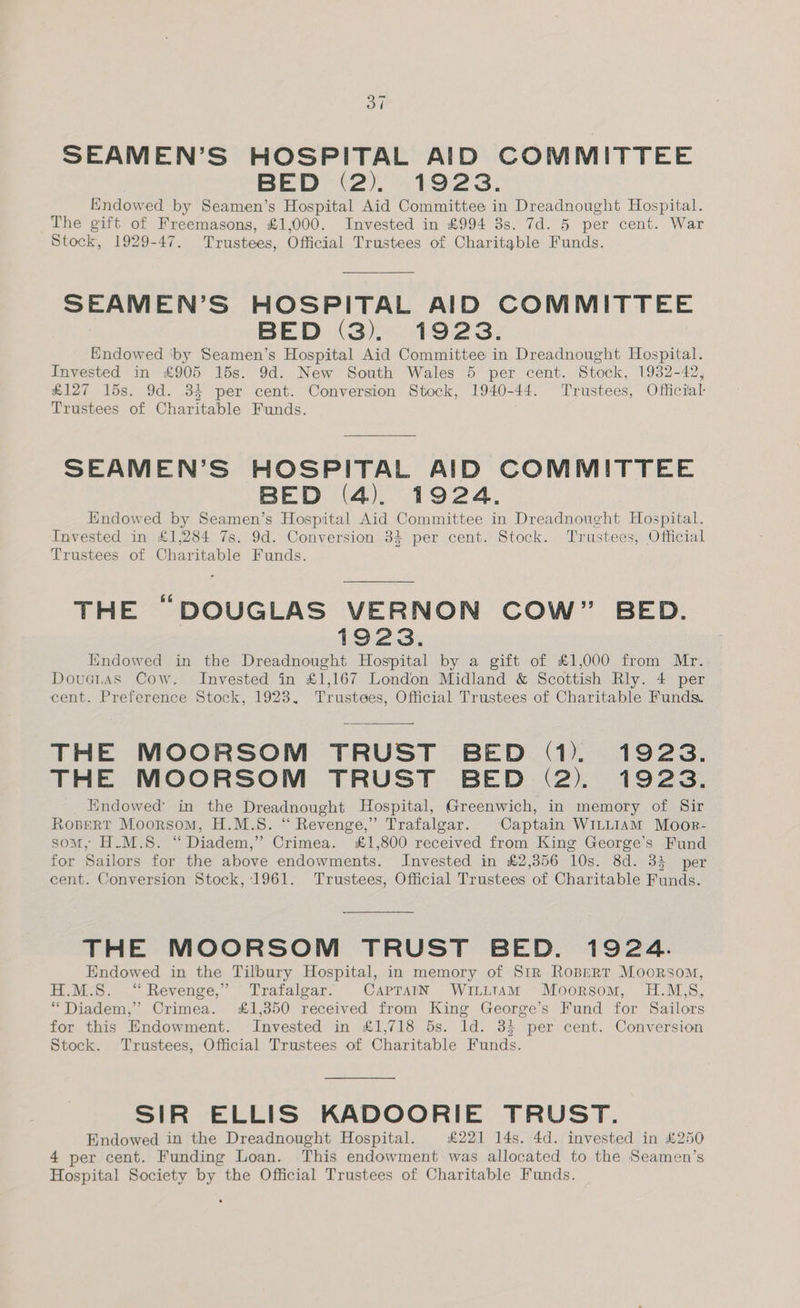 37
SEAMEN'S HOSPITAL AID COMMITTEE
BED (2). 1923.
Endowed by Seamen's Hospital Aid Committee in Dreadnought Hospital.
The gift of Freemasons, £1,000. Invested in £994 3s. 7d. 5 per cent. War
Stock, 1929-47. Trustees, Official Trustees of Charitable Funds.
SEAMEN'S HOSPITAL AID COMMITTEE
BED (3). 1923.
Endowed by Seamen's Hospital Aid Committee in Dreadnought Hospital.
Invested in £905 15s. 9d. New South Wales 5 per cent. Stock, 1932-42,
£127 15s. 9d. 3½ per cent. Conversion Stock, 1940-44. Trustees, Official
Trustees of Charitable Funds.
SEAMEN'S HOSPITAL AID COMMITTEE
BED (4). 1924.
Endowed by Seamen's Hospital Aid Committee in Dreadnought Hospital.
Invested in £1,284 7s. 9d. Conversion 3½ per cent. Stock. Trustees, Official
Trustees of Charitable Funds.
THE "DOUGLAS VERNON COW" BED.
1923.
Endowed in the Dreadnought Hospital by a gift of £1,000 from Mr.
DOUGLAS COW. Invested in £1,167 London Midland & Scottish Rly. 4 per
cent. Preference Stock, 1923. Trustees, Official Trustees of Charitable Funds.
THE MOORSOM TRUST BED (1). 1923.
THE MOORSOM TRUST BED (2). 1923.
Endowed in the Dreadnought Hospital, Greenwich, in memory of Sir
ROBERT MOORSOM, H.M.S. "Revenge," Trafalgar. Captain WILLIAM MOOR-
SOM, H.M.S. "Diadem," Crimea. £1,800 received from King George's Fund
for Sailors for the above endowments. Invested in £2,356 10s. 8d. 3½ per
cent. Conversion Stock, 1961. Trustees, Official Trustees of Charitable Funds.
THE MOORSOM TRUST BED. 1924.
Endowed in the Tilbury Hospital, in memory of SIR ROBERT MOORSOM,
H.M.S. "Revenge," Trafalgar. CAPTAIN WILLIAM MOORSOM, H.M.S,
"Diadem," Crimea. £1,350 received from King George's Fund for Sailors
for this Endowment. Invested in £1,718 5s. 1d. 3½ per cent. Conversion
Stock. Trustees, Official Trustees of Charitable Funds.
SIR ELLIS KADOORIE TRUST.
Endowed in the Dreadnought Hospital. £221 14s. 4d. invested in £250
4 per cent. Funding Loan. This endowment was allocated to the Seamen's
Hospital Society by the Official Trustees of Charitable Funds.